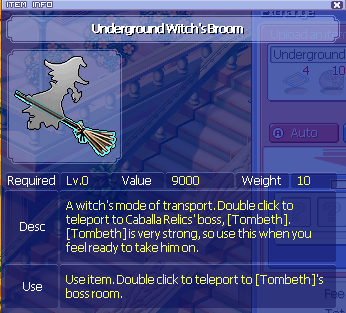 ITEM INFO
Underground Witch's Broom
Underground
4 10
Auto
Required Lv.0 Value 9000 Weight 10
Desc
A witch's mode of transport. Double click to
teleport to Caballa Relics' boss, [Tombeth].
[Tombeth] is very strong, so use this when you
feel ready to take him on.
Use
Use item. Double click to teleport to [Tombeth]'s
boss room.
Fee